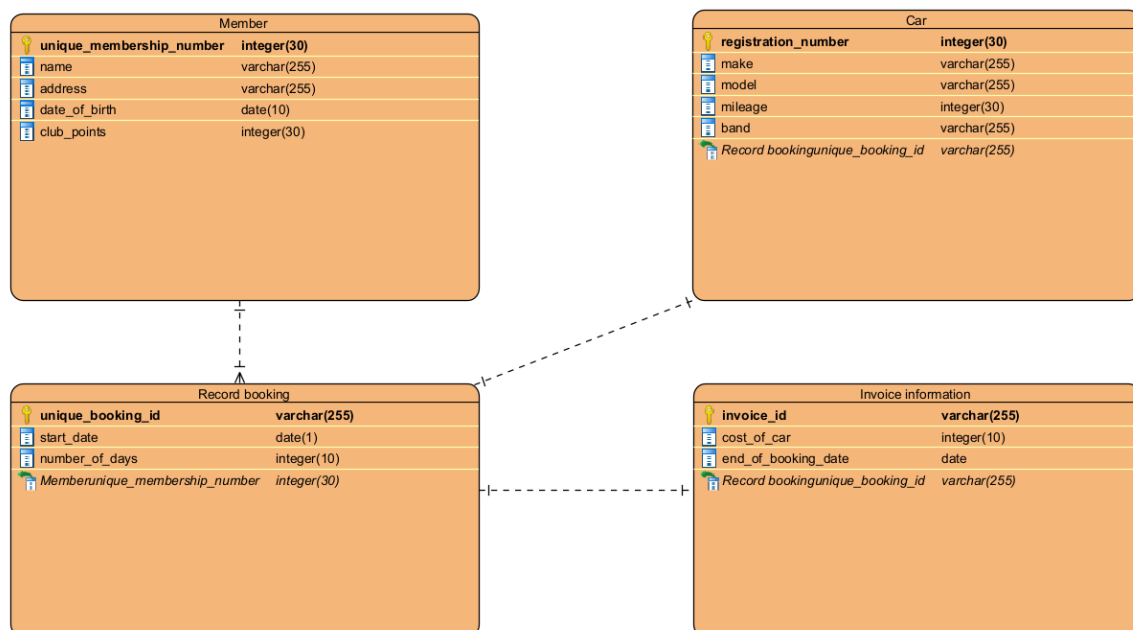 Member
unique_membership_number integer(30)
name varchar(255)
address varchar(255)
date_of_birth date(10)
club_points integer(30)
Car
registration_number integer(30)
make varchar(255)
model varchar(255)
mileage integer(30)
band varchar(255)
Record bookingunique_booking_id varchar(255)
Record booking
unique_booking_id varchar(255)
start_date date(1)
number_of_days integer(10)
Memberunique_membership_number integer(30)
Invoice information
invoice_id varchar(255)
cost_of_car integer(10)
end_of_booking_date date
Record bookingunique_booking_id varchar(255)